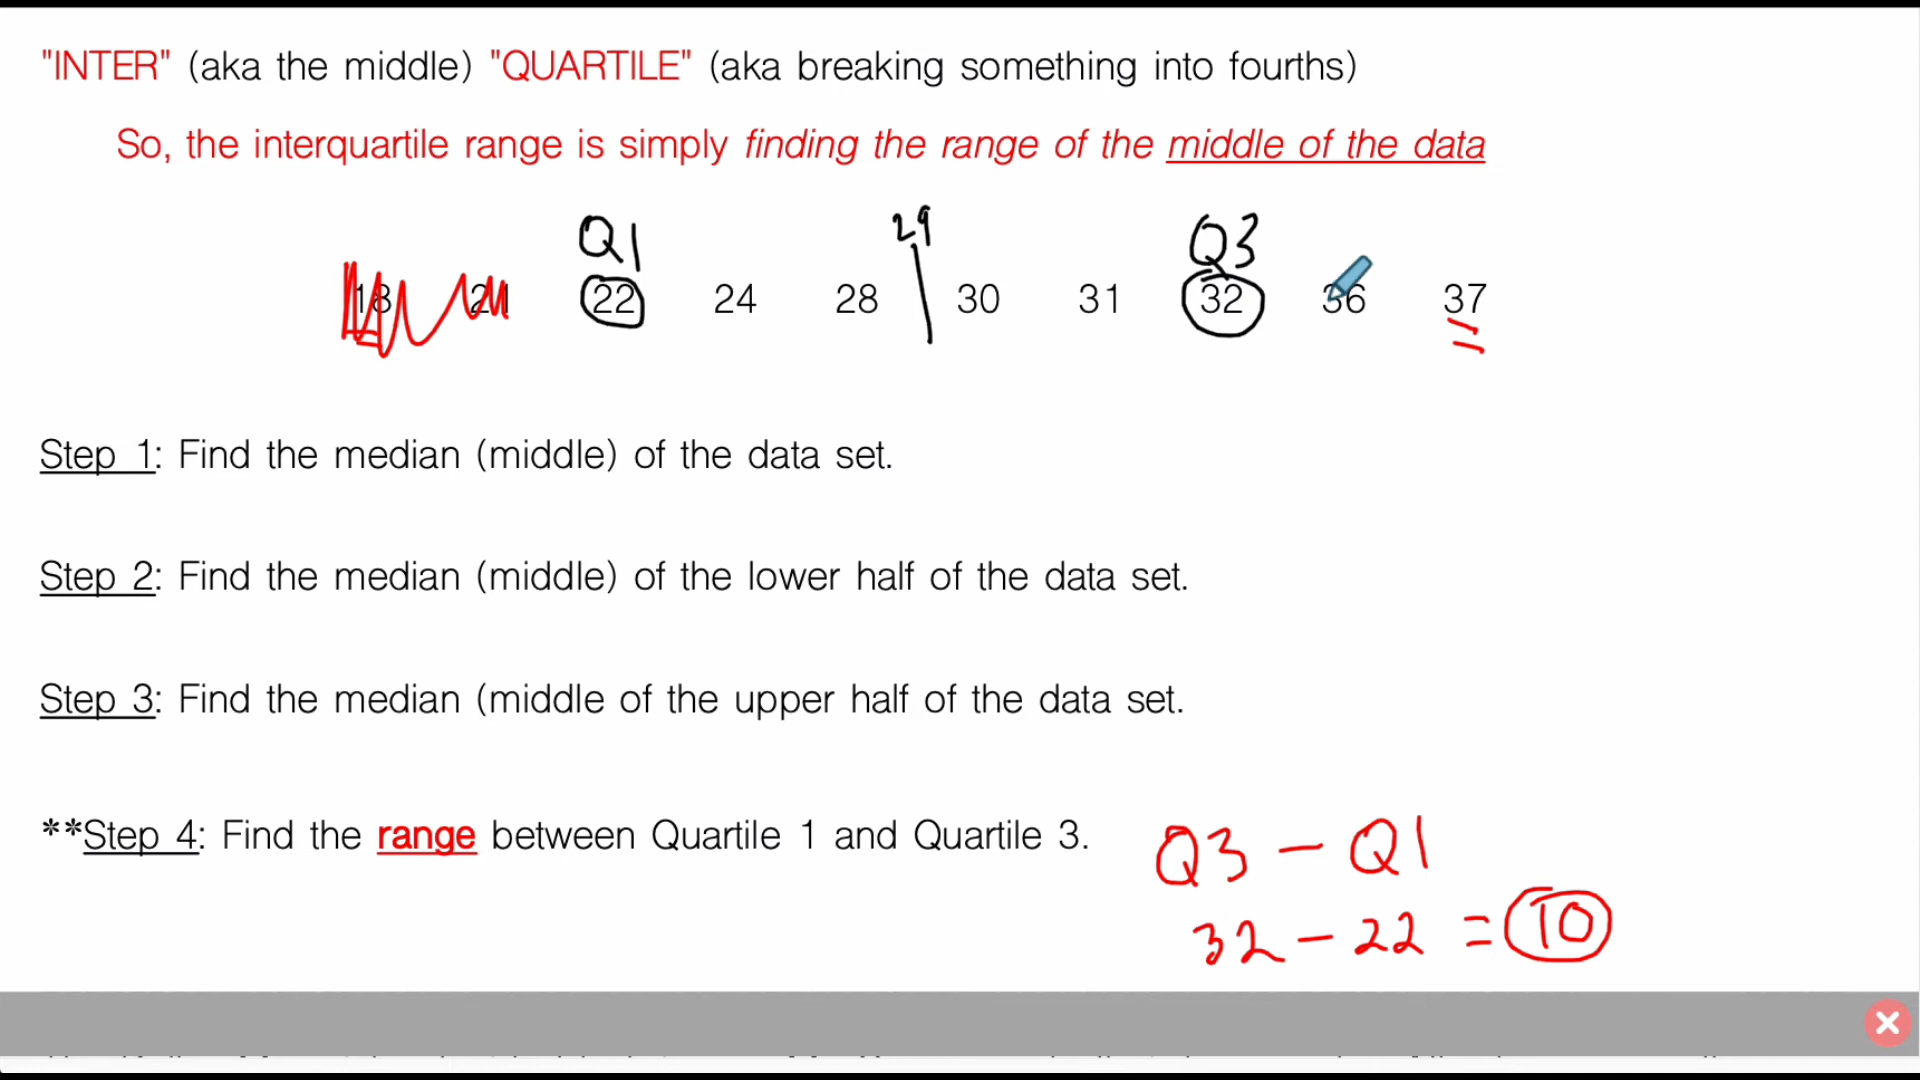 "INTER" (aka the middle) "QUARTILE" (aka breaking something into fourths)
So, the interquartile range is simply finding the range of the middle of the data
Q1 29 Q3
18 21 22 24 28 30 31 32 36 37
Step 1: Find the median (middle) of the data set.
Step 2: Find the median (middle) of the lower half of the data set.
Step 3: Find the median (middle of the upper half of the data set.
**Step 4: Find the range between Quartile 1 and Quartile 3.
Q3 - Q1
32 - 22 = 10